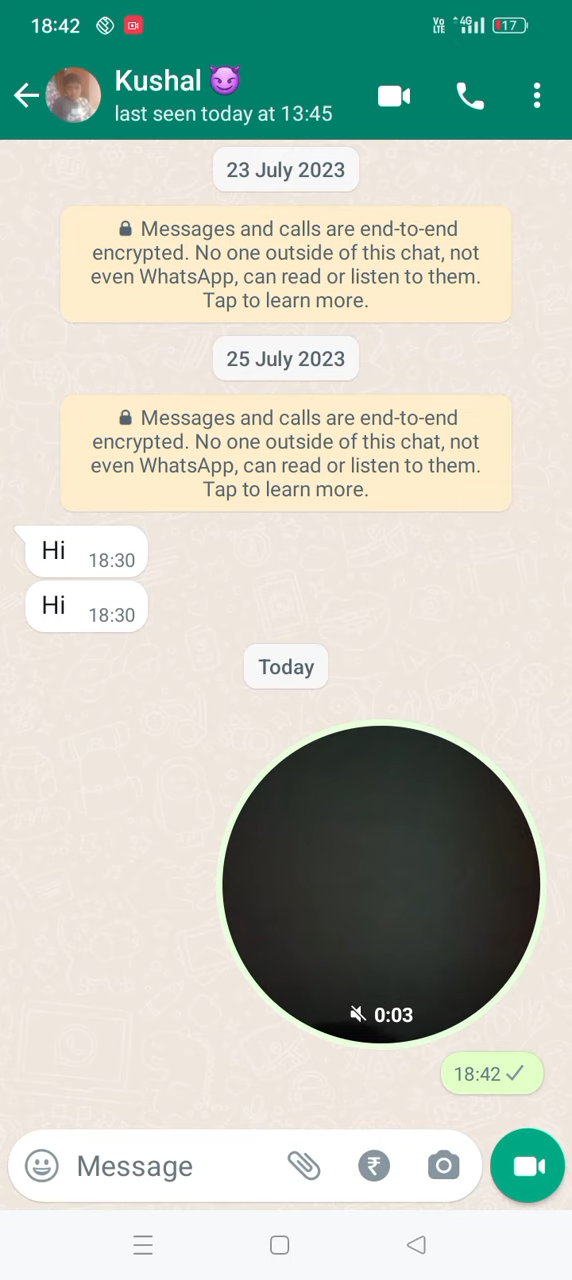 18:42 Vo LTE 4G 17
Kushal 😈
last seen today at 13:45
23 July 2023
🔒 Messages and calls are end-to-end
encrypted. No one outside of this chat, not
even WhatsApp, can read or listen to them.
Tap to learn more.
25 July 2023
🔒 Messages and calls are end-to-end
encrypted. No one outside of this chat, not
even WhatsApp, can read or listen to them.
Tap to learn more.
Hi 18:30
Hi 18:30
Today
0:03
18:42
Message ₹